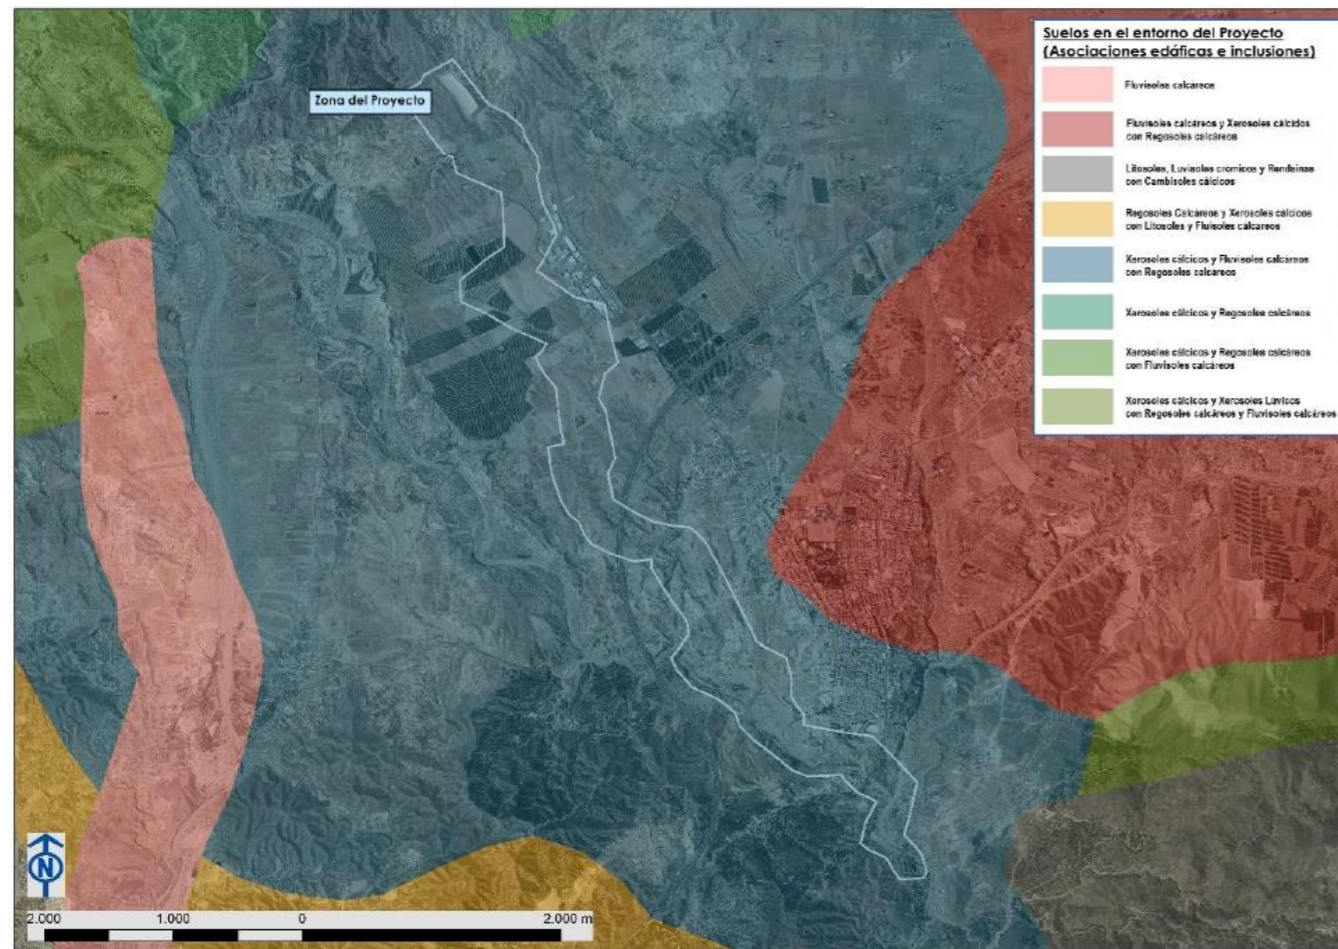 Suelos en el entorno del Proyecto
(Asociaciones edáficas e inclusiones)
Zona del Proyecto
Fluvisoles calcáreos
Fluvisoles calcáreos y Xerosoles cálcidos
con Regosoles calcáreos
Litosoles, Luvisoles crómicos y Rendsinas
con Cambisoles cálcicos
Regosoles Calcáreos y Xerosoles cálcicos
con Litosoles y Fluisoles cálcareos
Xerosoles cálcicos y Fluvisoles calcáreos
con Regosoles calcáreos
Xerosoles cálcicos y Regosoles calcáreos
Xerosoles cálcicos y Regosoles calcáreos
con Fluvisoles calcáreos
Xerosoles cálcicos y Xerosoles Lúvicos
con Regosoles calcáreos y Fluvisoles calcáreos
N
2.000 1.000 0 2.000 m